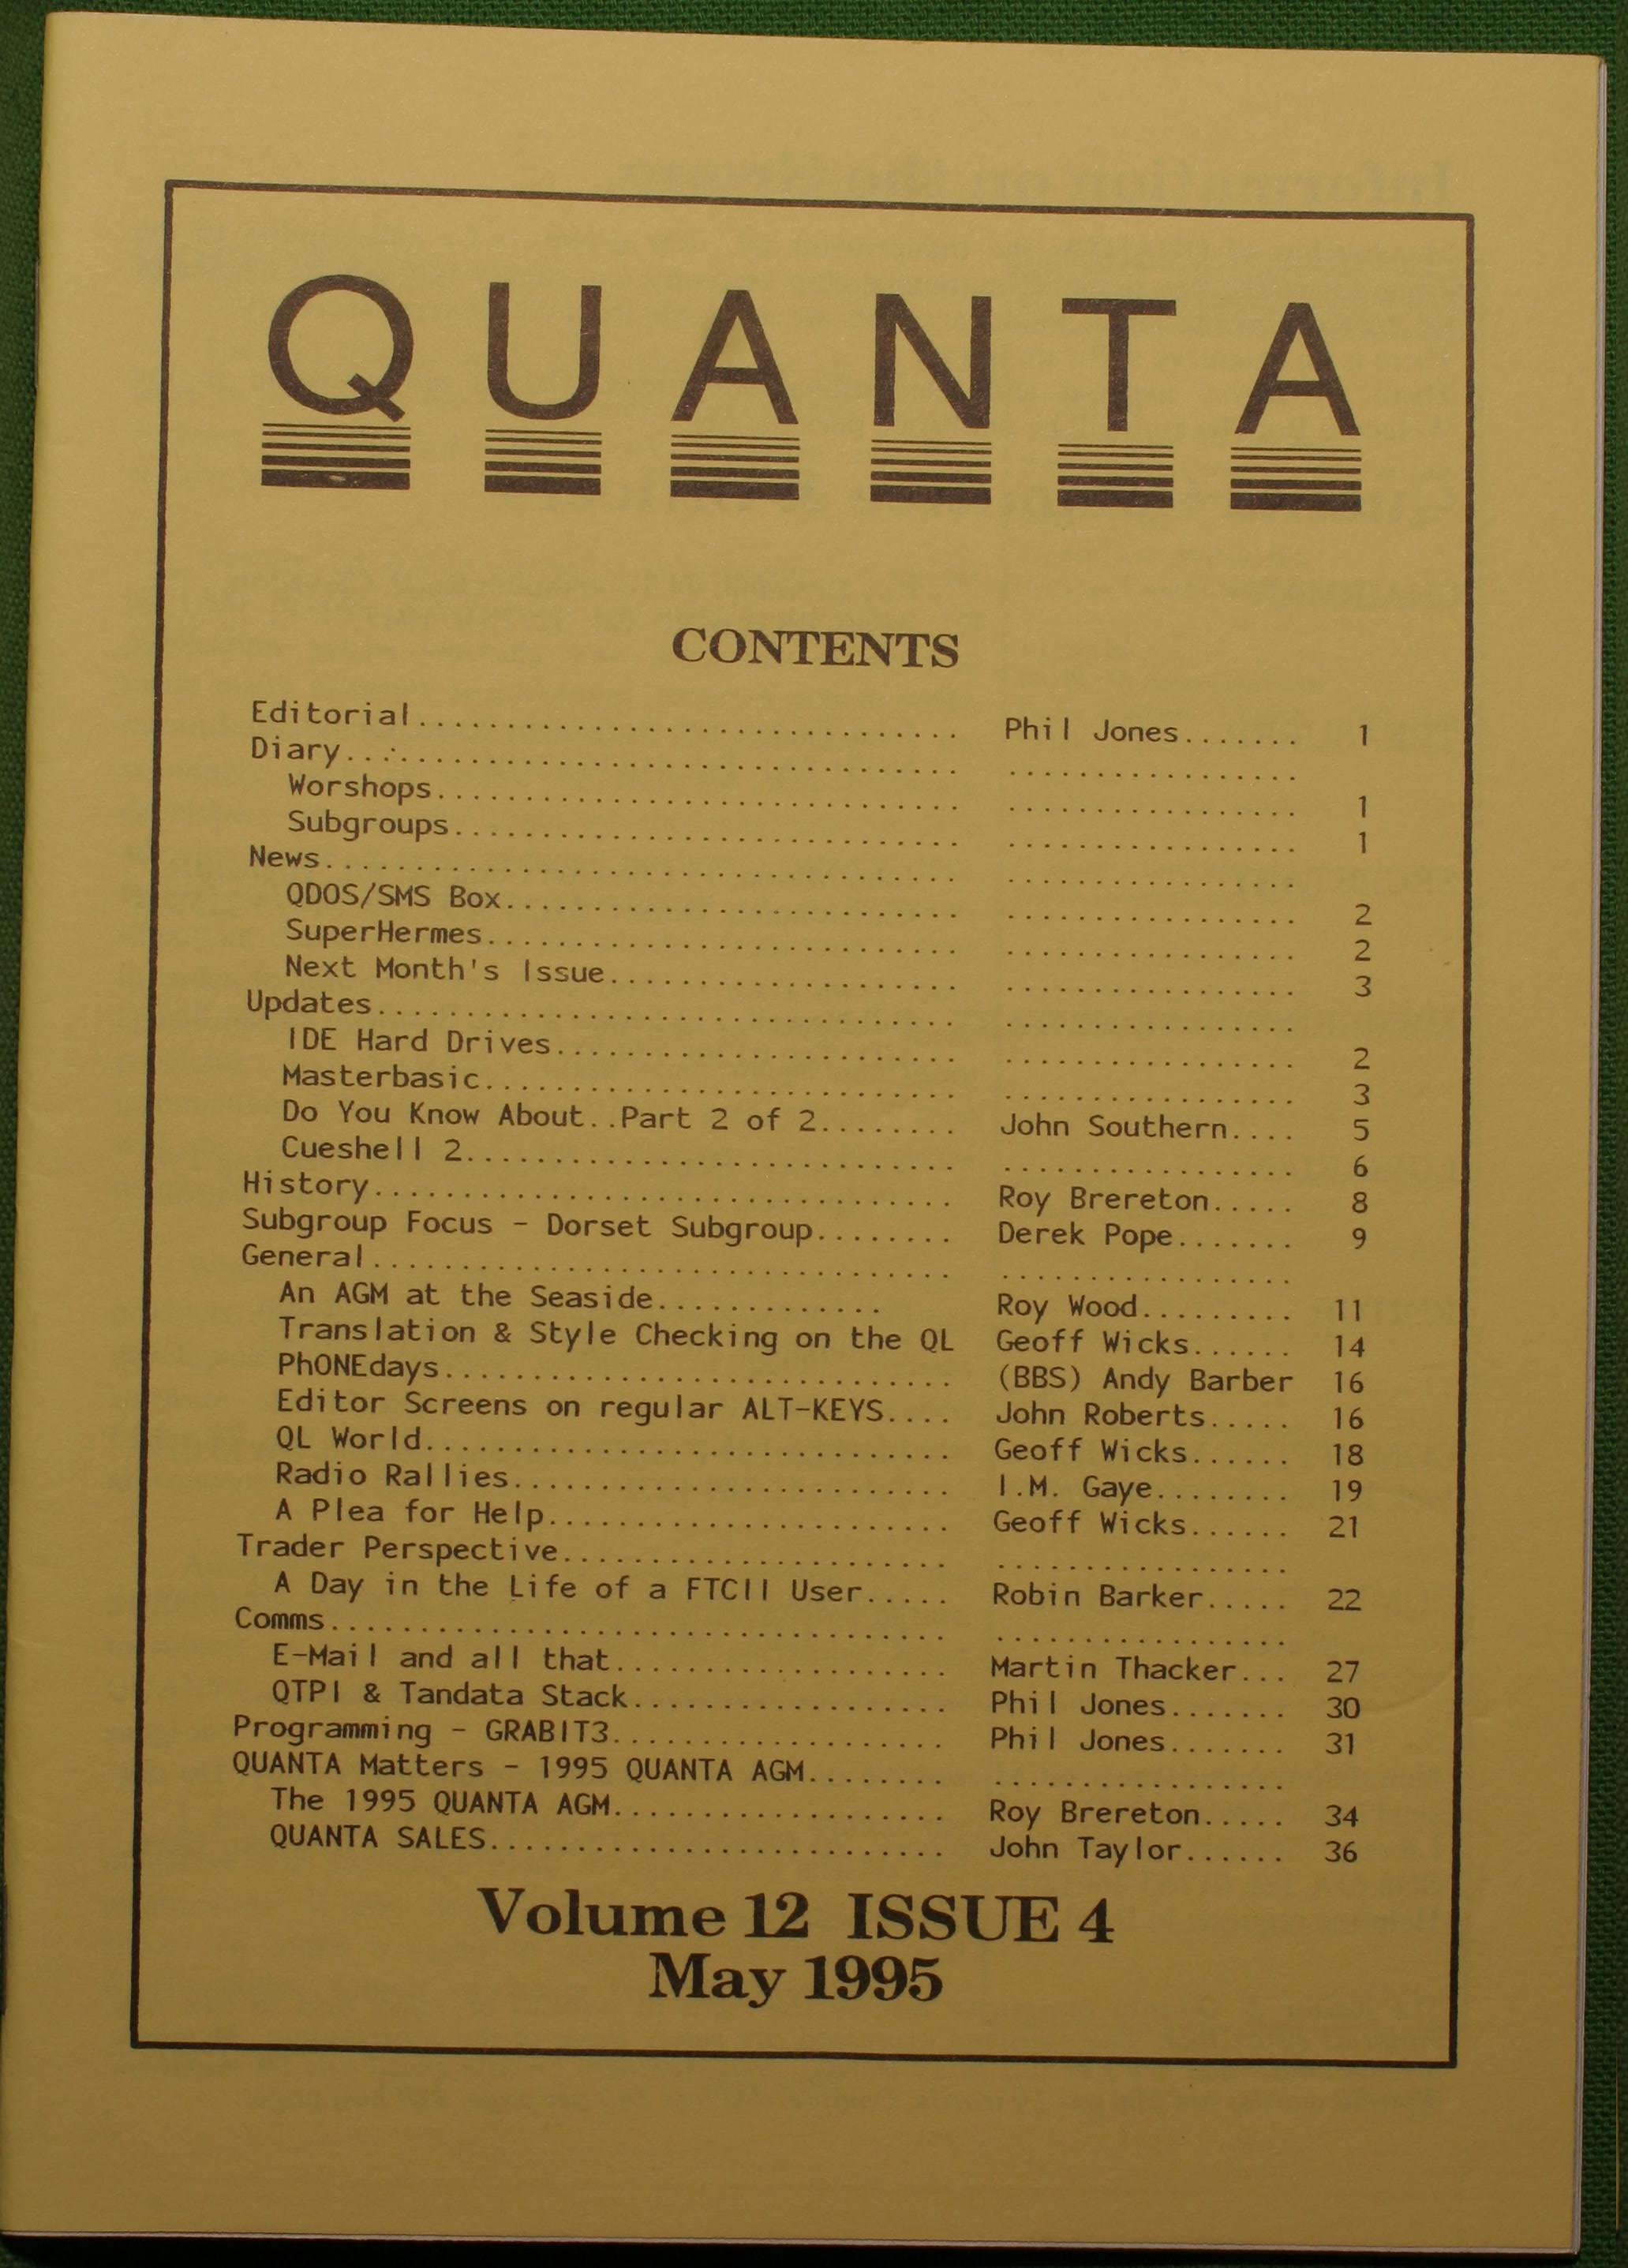 QUANTA
CONTENTS
Editorial............................... Phil Jones....... 1
Diary...:............................... .................
Worshops.............................. ................. 1
Subgroups............................. ................. 1
News.................................... .................
QDOS/SMS Box.......................... ................. 2
SuperHermes........................... ................. 2
Next Month's Issue.................... ................. 3
Updates................................. .................
IDE Hard Drives....................... ................. 2
Masterbasic........................... ................. 3
Do You Know About..Part 2 of 2........ John Southern.... 5
Cueshell 2............................ ................. 6
History................................. Roy Brereton..... 8
Subgroup Focus - Dorset Subgroup........ Derek Pope....... 9
General................................. .................
An AGM at the Seaside............. Roy Wood......... 11
Translation & Style Checking on the QL Geoff Wicks...... 14
PhONEdays............................. (BBS) Andy Barber 16
Editor Screens on regular ALT-KEYS.... John Roberts..... 16
QL World.............................. Geoff Wicks...... 18
Radio Rallies......................... I.M. Gaye........ 19
A Plea for Help....................... Geoff Wicks...... 21
Trader Perspective...................... .................
A Day in the Life of a FTCII User..... Robin Barker..... 22
Comms................................... .................
E-Mail and all that................... Martin Thacker... 27
QTPI & Tandata Stack.................. Phil Jones....... 30
Programming - GRABIT3................... Phil Jones....... 31
QUANTA Matters - 1995 QUANTA AGM........ .................
The 1995 QUANTA AGM................... Roy Brereton..... 34
QUANTA SALES.......................... John Taylor...... 36
Volume 12 ISSUE 4
May 1995